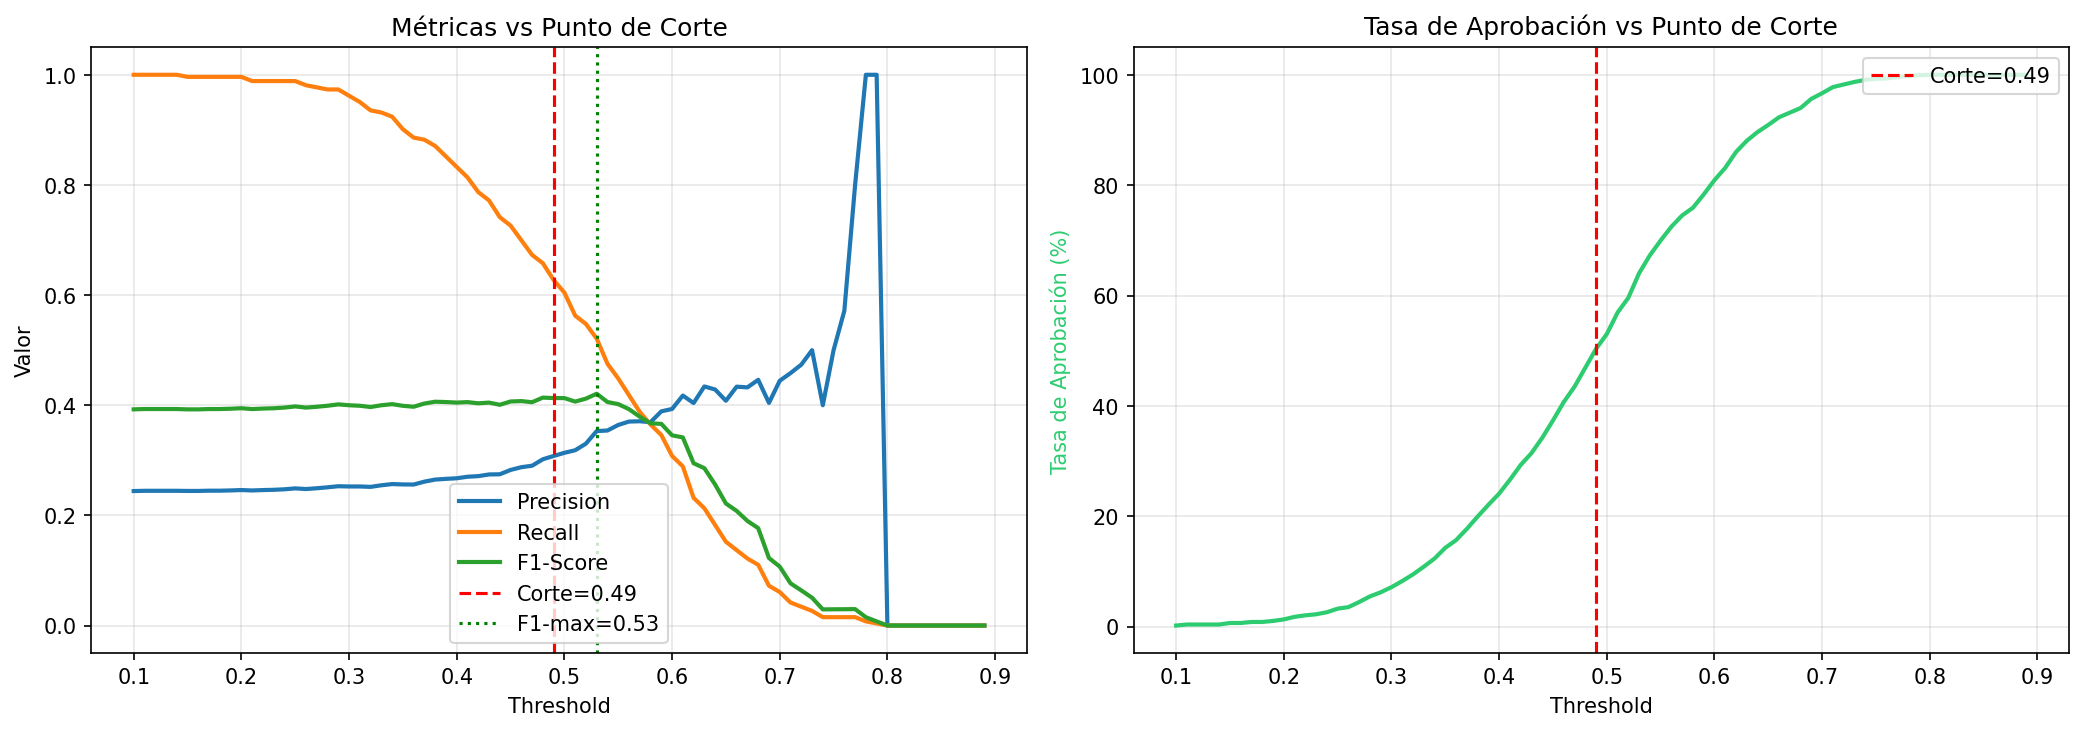 Métricas vs Punto de Corte
Valor
1.0
0.8
0.6
0.4
0.2
0.0
Precision
Recall
F1-Score
Corte=0.49
F1-max=0.53
0.1 0.2 0.3 0.4 0.5 0.6 0.7 0.8 0.9
Threshold
Tasa de Aprobación vs Punto de Corte
Tasa de Aprobación (%)
100
80
60
40
20
0
Corte=0.49
0.1 0.2 0.3 0.4 0.5 0.6 0.7 0.8 0.9
Threshold